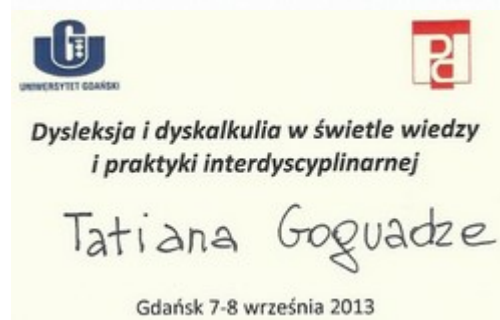 UNIWERSYTET GDAŃSKI
Dysleksja i dyskalkulia w świetle wiedzy
i praktyki interdyscyplinarnej
Tatiana Goguadze
Gdańsk 7-8 września 2013